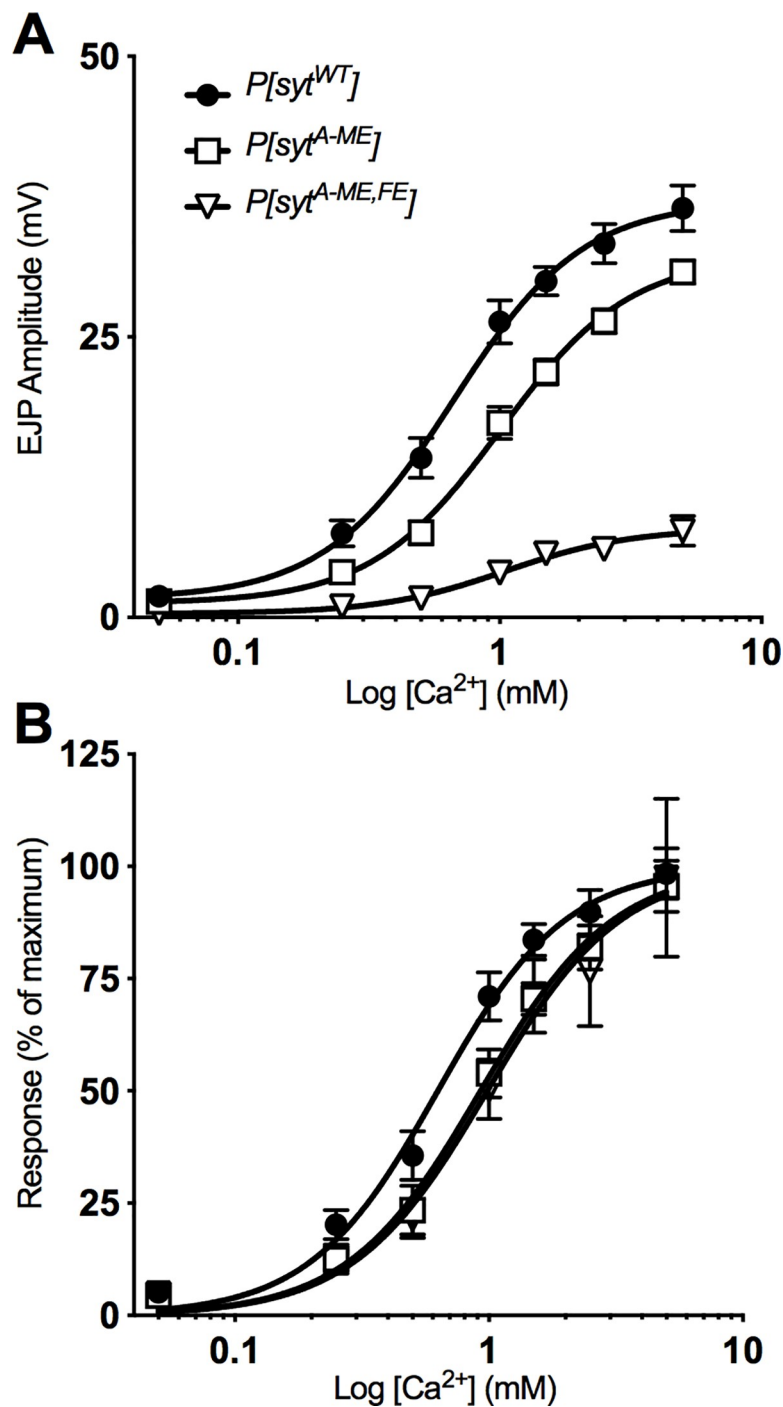 A
50
P[syt^WT]
P[syt^A-ME]
P[syt^A-ME,FE]
EJP Amplitude (mV)
25
0
0.1 1 10
Log [Ca²⁺] (mM)
B
125
100
75
50
25
0
Response (% of maximum)
0.1 1 10
Log [Ca²⁺] (mM)